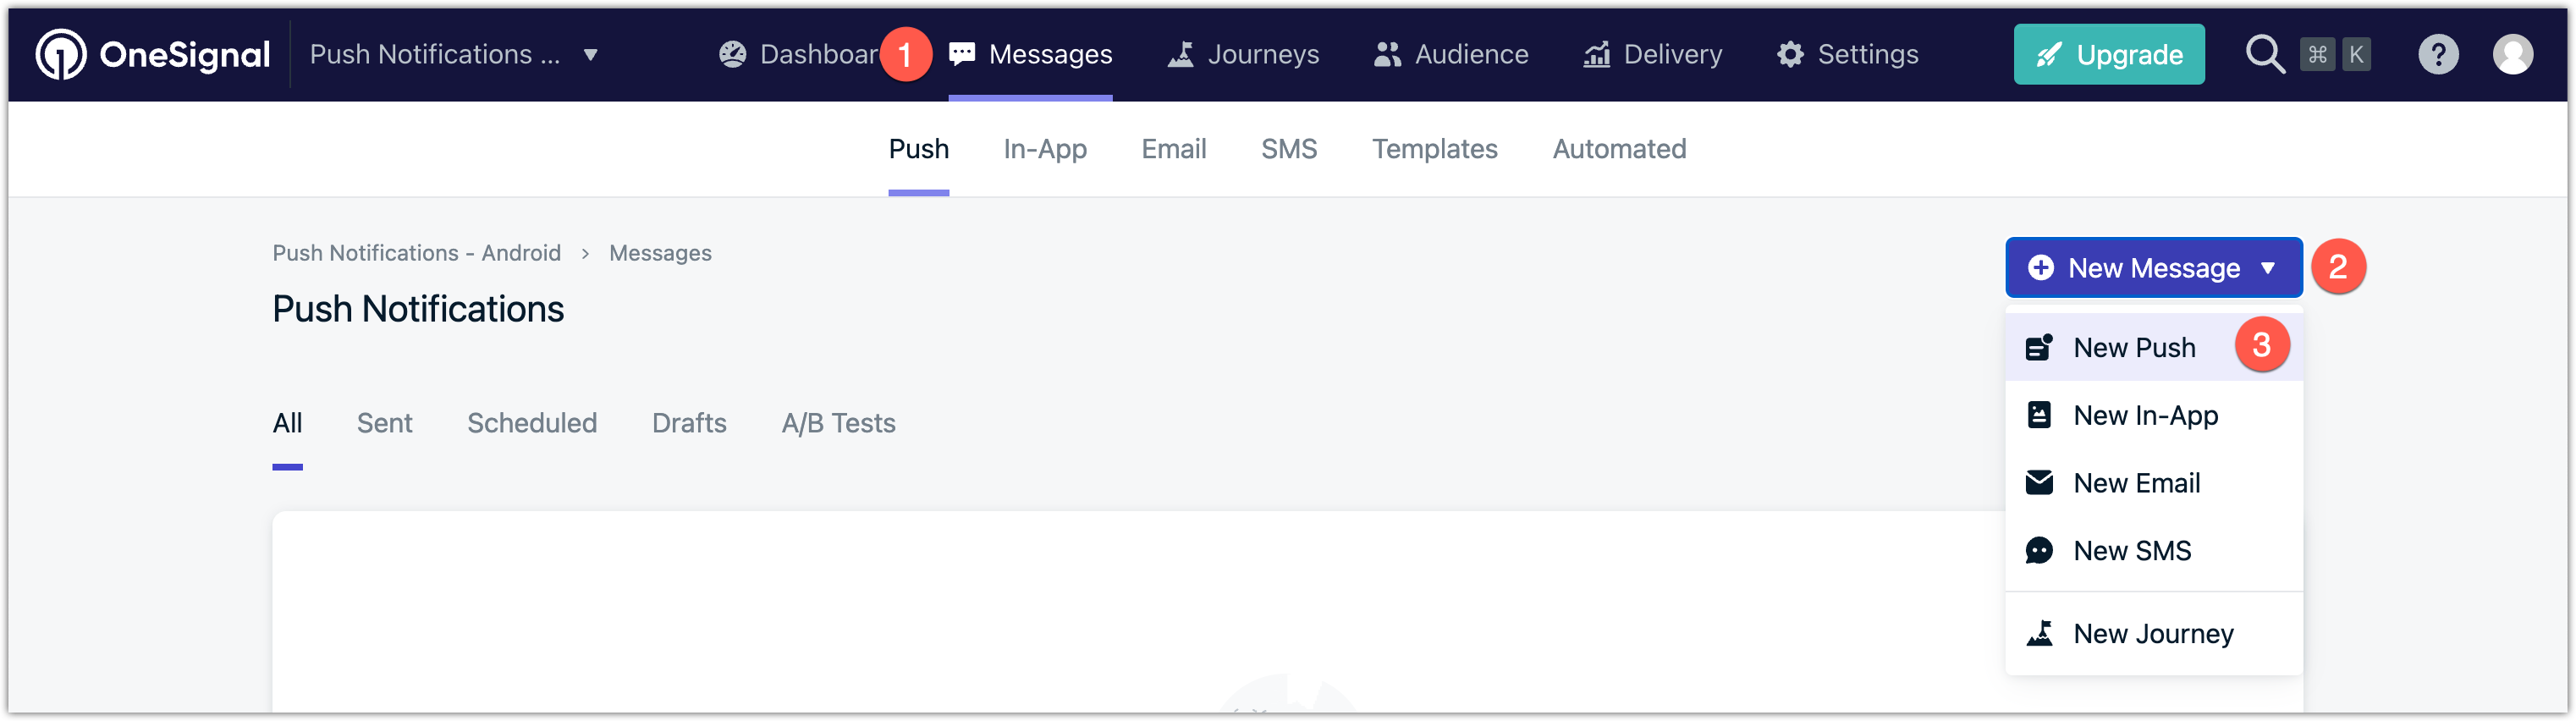 OneSignal
Push Notifications ...
Dashboar
1
Messages
Journeys
Audience
Delivery
Settings
Upgrade
⌘ K
?
Push
In-App
Email
SMS
Templates
Automated
Push Notifications - Android > Messages
Push Notifications
New Message
2
New Push
3
New In-App
New Email
New SMS
New Journey
All
Sent
Scheduled
Drafts
A/B Tests